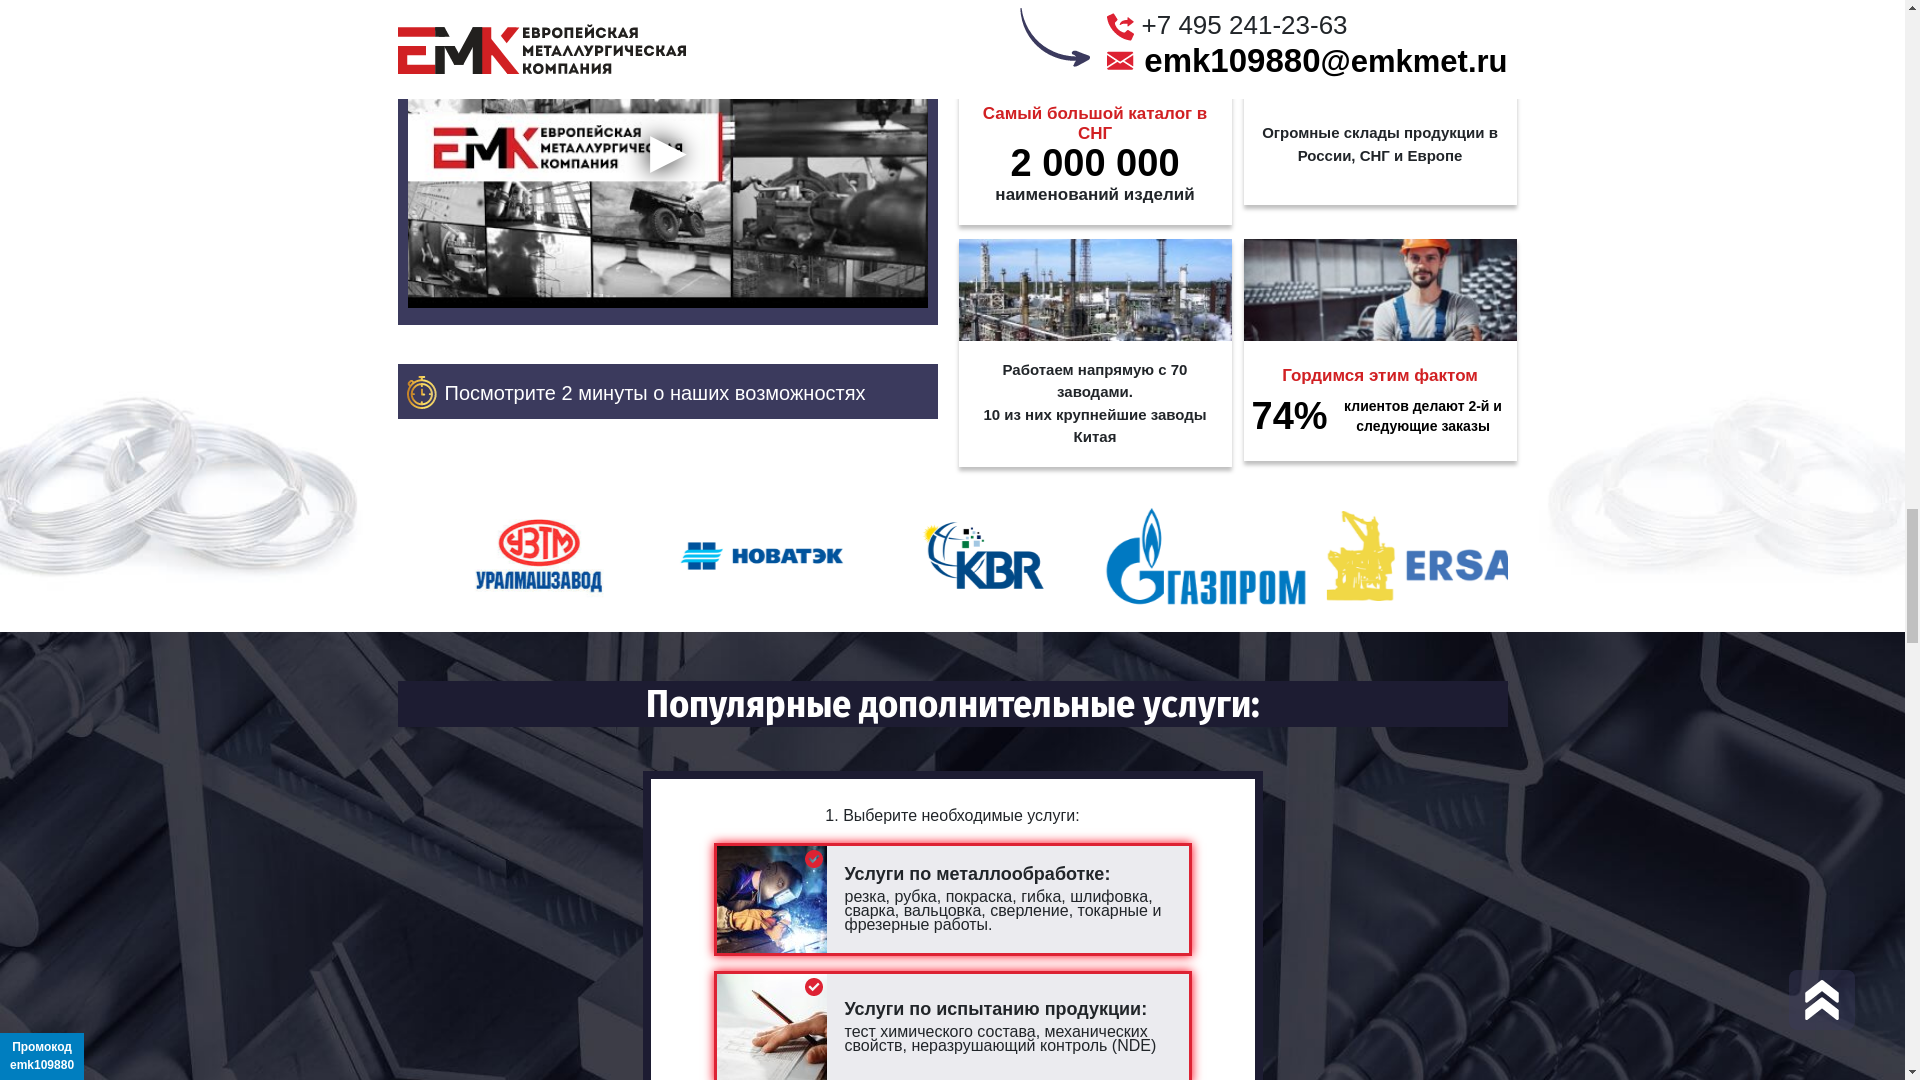 ЕМК ЕВРОПЕЙСКАЯ
МЕТАЛЛУРГИЧЕСКАЯ
КОМПАНИЯ
+7 495 241-23-63
emk109880@emkmet.ru
ЕМК ЕВРОПЕЙСКАЯ
МЕТАЛЛУРГИЧЕСКАЯ
КОМПАНИЯ
Посмотрите 2 минуты о наших возможностях
Самый большой каталог в
СНГ
2 000 000
наименований изделий
Огромные склады продукции в
России, СНГ и Европе
Работаем напрямую с 70
заводами.
10 из них крупнейшие заводы
Китая
Гордимся этим фактом
74% клиентов делают 2-й и
следующие заказы
УЗТМ
УРАЛМАШЗАВОД
НОВАТЭК
KBR
ГАЗПРОМ
ERSA
Популярные дополнительные услуги:
1. Выберите необходимые услуги:
Услуги по металлообработке:
резка, рубка, покраска, гибка, шлифовка,
сварка, вальцовка, сверление, токарные и
фрезерные работы.
Услуги по испытанию продукции:
тест химического состава, механических
свойств, неразрушающий контроль (NDE)
Промокод
emk109880